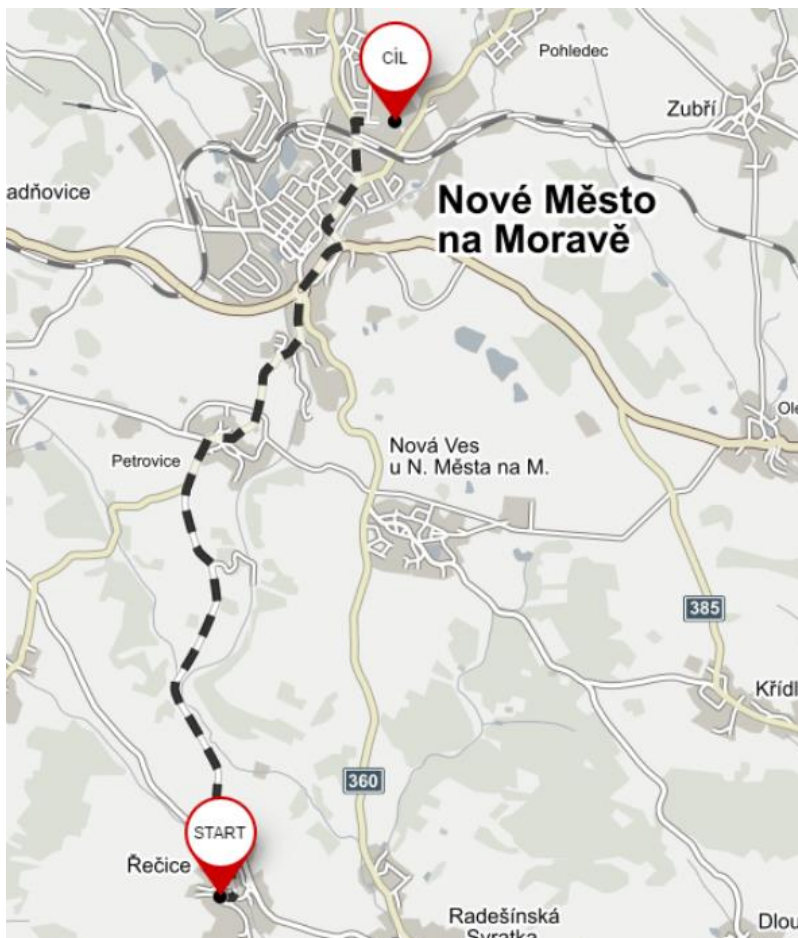 CÍL
Pohledec
Zubří
adňovice
Nové Město
na Moravě
Ole
Nová Ves
u N. Města na M.
Petrovice
385
Křídl
360
START
Řečice
Radešínská
Svratka
Dlou